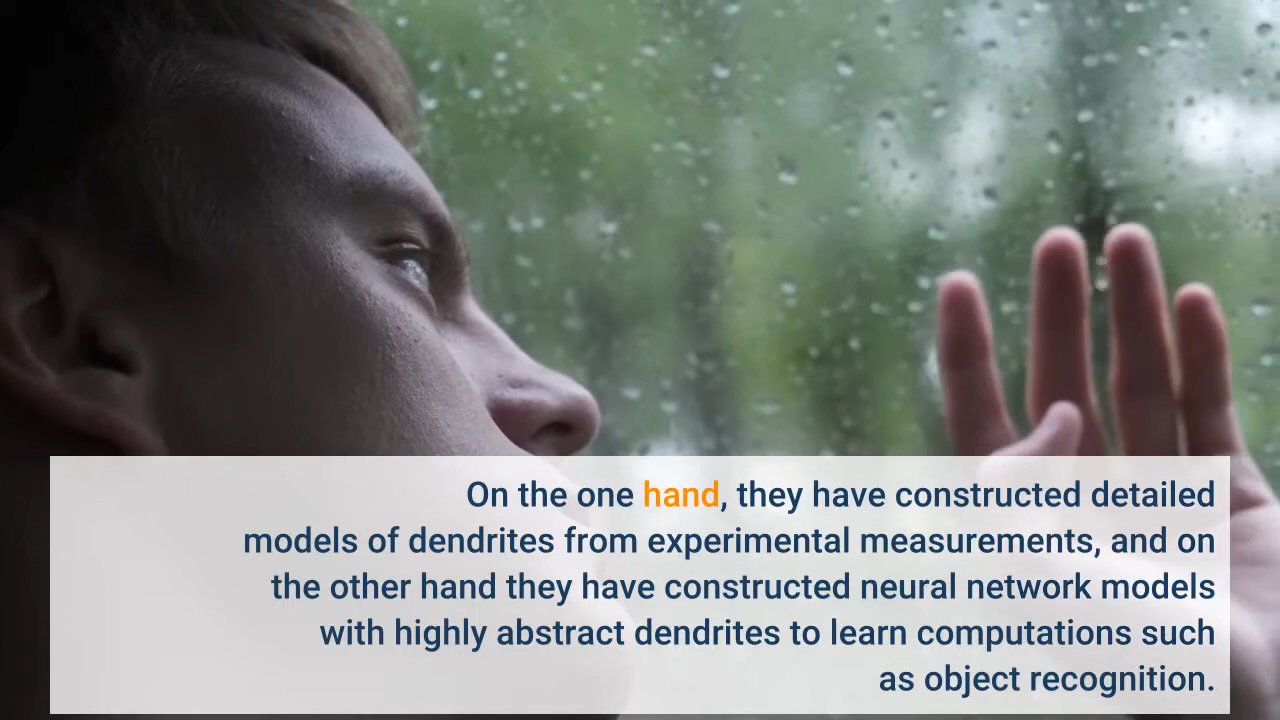 On the one hand, they have constructed detailed
models of dendrites from experimental measurements, and on
the other hand they have constructed neural network models
with highly abstract dendrites to learn computations such
as object recognition.